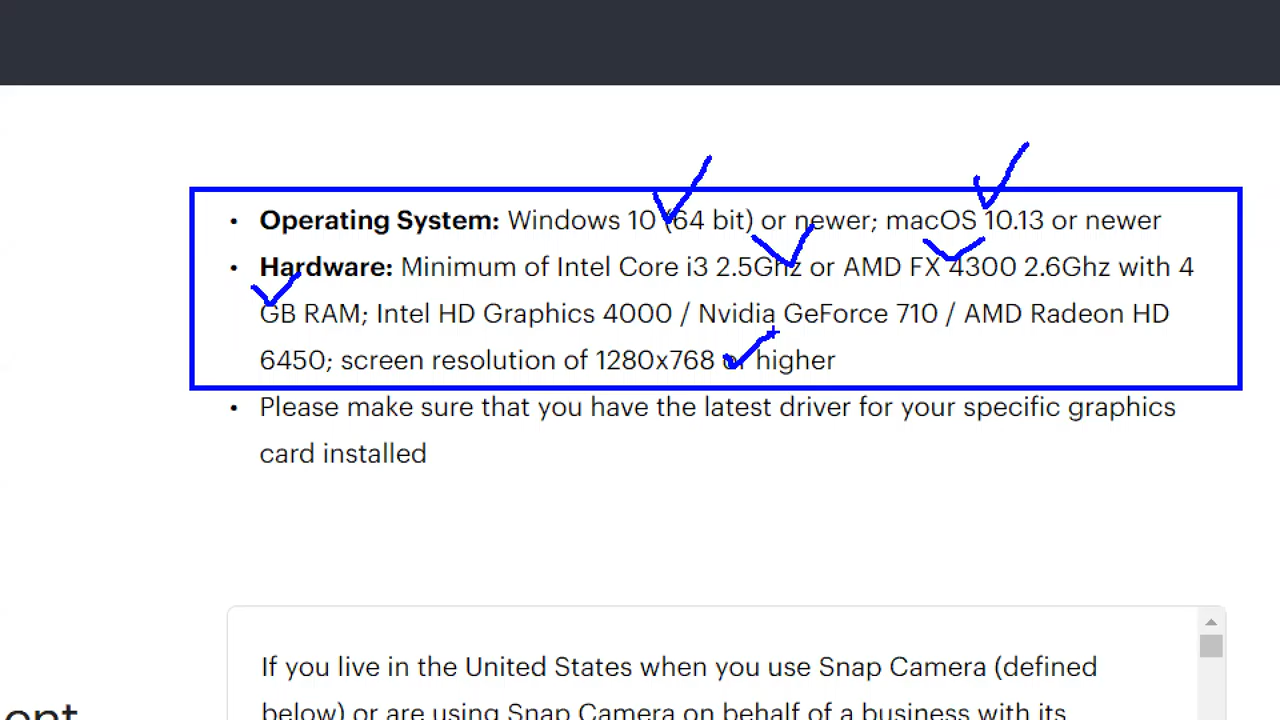 • Operating System: Windows 10 (64 bit) or newer; macOS 10.13 or newer
• Hardware: Minimum of Intel Core i3 2.5Ghz or AMD FX 4300 2.6Ghz with 4
GB RAM; Intel HD Graphics 4000 / Nvidia GeForce 710 / AMD Radeon HD
6450; screen resolution of 1280x768 or higher
• Please make sure that you have the latest driver for your specific graphics
card installed
If you live in the United States when you use Snap Camera (defined
below) or are using Snap Camera on behalf of a business with its